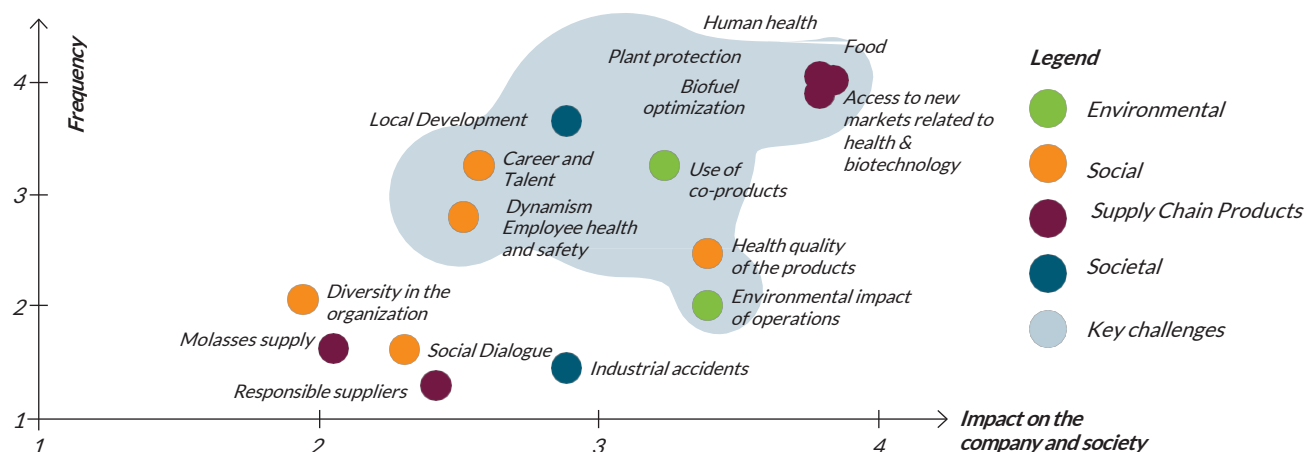 Frequency
4
3
2
1
1
2
3
4
Impact on the
company and society
Human health
Plant protection
Food
Biofuel
optimization
Access to new
markets related to
health &
biotechnology
Local Development
Career and
Talent
Use of
co-products
Dynamism
Employee health
and safety
Health quality
of the products
Environmental impact
of operations
Diversity in the
organization
Molasses supply
Social Dialogue
Responsible suppliers
Industrial accidents
Legend
Environmental
Social
Supply Chain Products
Societal
Key challenges